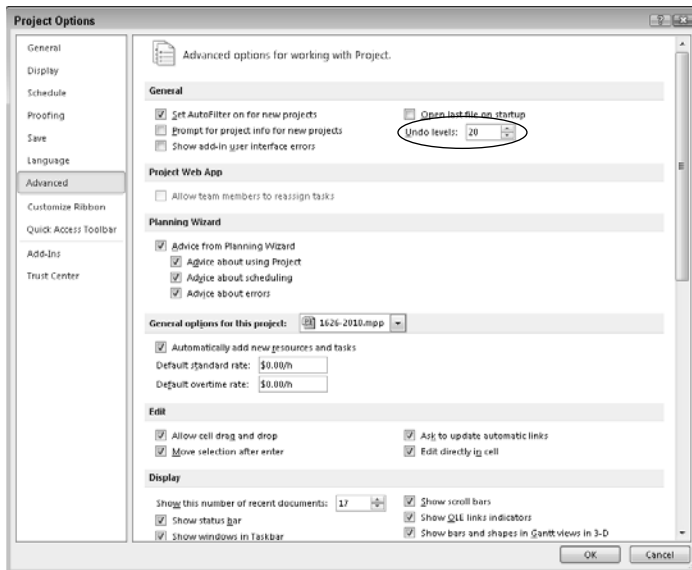 Project Options
General
Display
Schedule
Proofing
Save
Language
Advanced
Customize Ribbon
Quick Access Toolbar
Add-Ins
Trust Center
Advanced options for working with Project.
General
Set AutoFilter on for new projects
Open last file on startup
Prompt for project info for new projects
Undo levels: 20
Show add-in user interface errors
Project Web App
Allow team members to reassign tasks
Planning Wizard
Advice from Planning Wizard
Advice about using Project
Advice about scheduling
Advice about errors
General options for this project: 1626-2010.mpp
Automatically add new resources and tasks
Default standard rate: $0.00/h
Default overtime rate: $0.00/h
Edit
Allow cell drag and drop
Ask to update automatic links
Move selection after enter
Edit directly in cell
Display
Show this number of recent documents: 17
Show scroll bars
Show status bar
Show OLE links indicators
Show windows in Taskbar
Show bars and shapes in Gantt views in 3-D
OK
Cancel